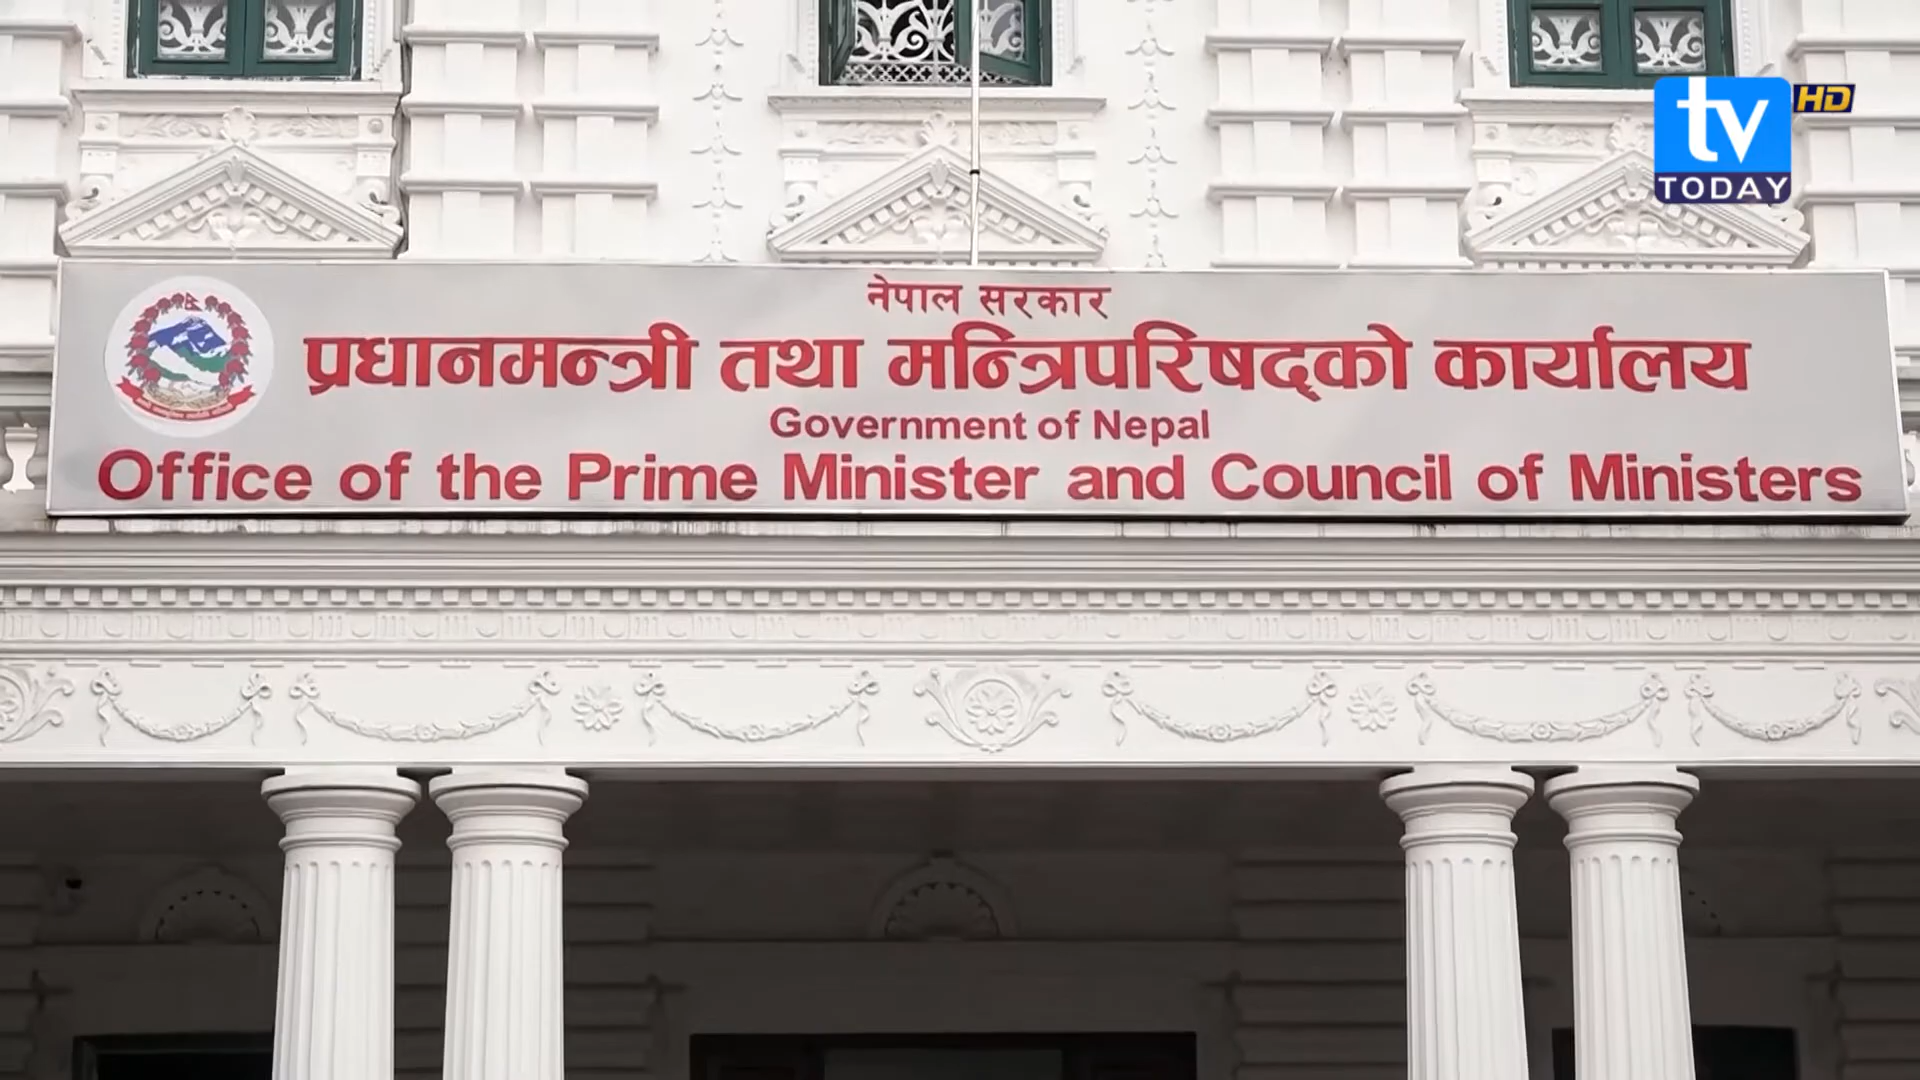 tv HD
TODAY
नेपाल सरकार
प्रधानमन्त्री तथा मन्त्रिपरिषद्को कार्यालय
Government of Nepal
Office of the Prime Minister and Council of Ministers